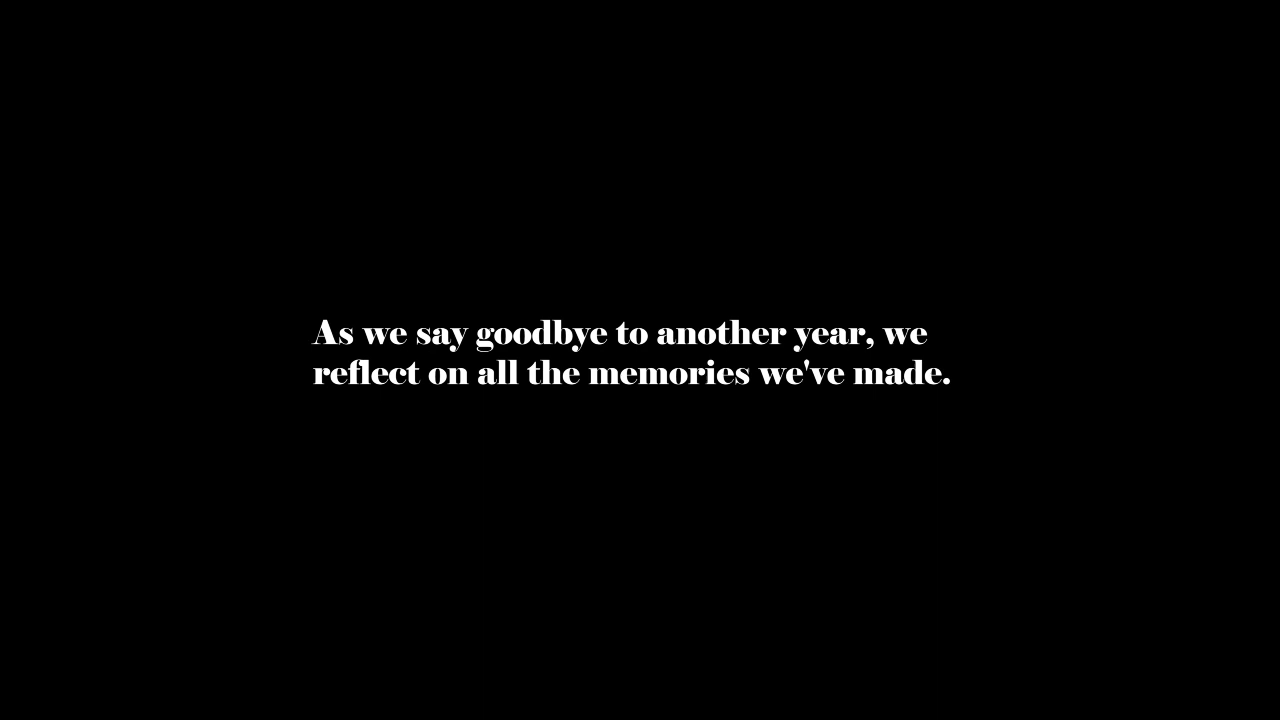 As we say goodbye to another year, we
reflect on all the memories we've made.